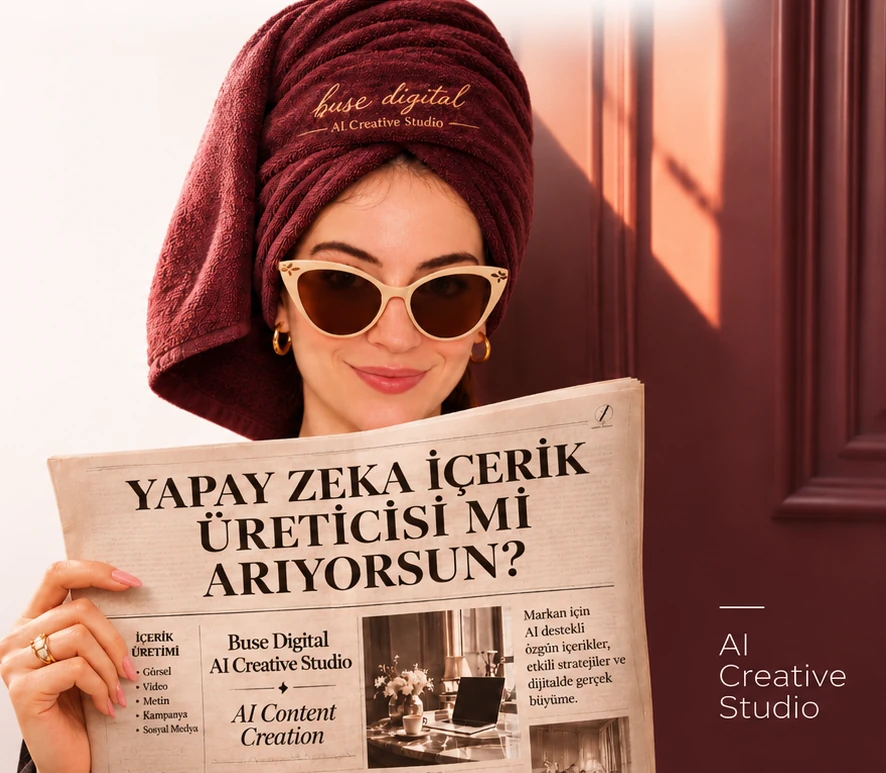 buse digital
AI Creative Studio
YAPAY ZEKA İÇERİK
ÜRETİCİSİ Mİ
ARIYORSUN?
İÇERİK
ÜRETİMİ
• Görsel
• Video
• Metin
• Kampanya
• Sosyal Medya
Buse Digital
AI Creative Studio
AI Content
Creation
Markan için
AI destekli
özgün içerikler,
etkili stratejiler ve
dijitalde gerçek
büyüme.
AI
Creative
Studio